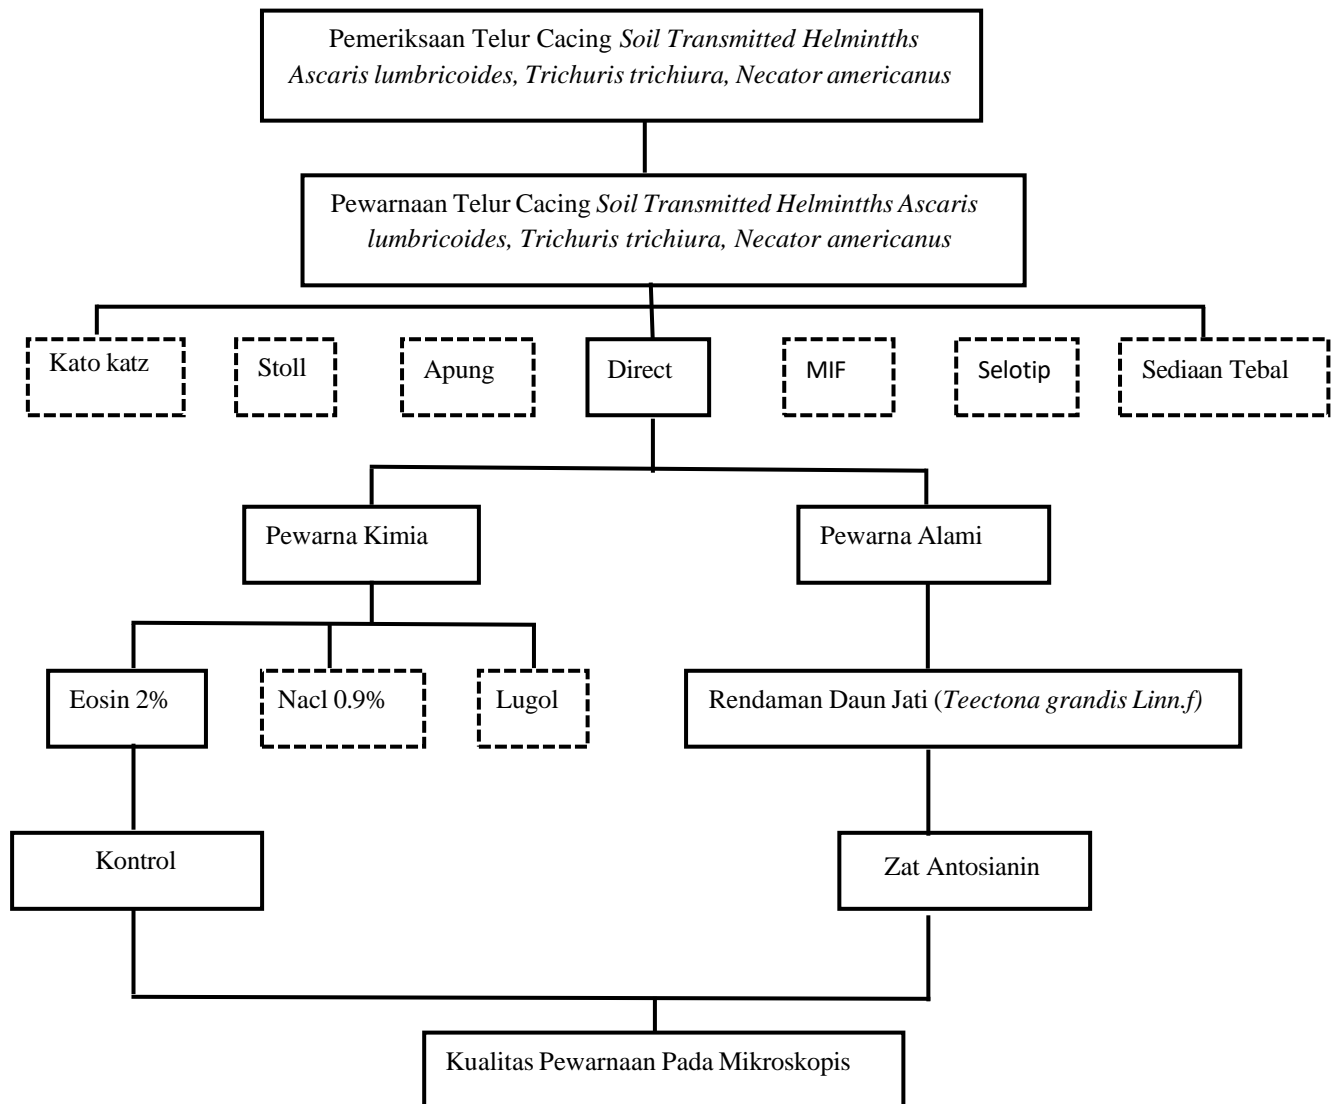 Pemeriksaan Telur Cacing Soil Transmitted Helmintths
Ascaris lumbricoides, Trichuris trichiura, Necator americanus
Pewarnaan Telur Cacing Soil Transmitted Helmintths Ascaris
lumbricoides, Trichuris trichiura, Necator americanus
Kato katz
Stoll
Apung
Direct
MIF
Selotip
Sediaan Tebal
Pewarna Kimia
Pewarna Alami
Eosin 2%
Nacl 0.9%
Lugol
Rendaman Daun Jati (Teectona grandis Linn.f)
Kontrol
Zat Antosianin
Kualitas Pewarnaan Pada Mikroskopis